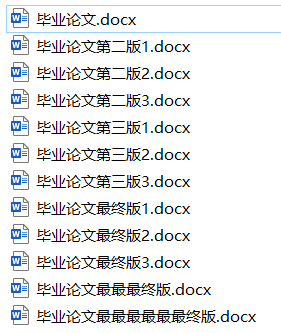 毕业论文.docx
毕业论文第二版1.docx
毕业论文第二版2.docx
毕业论文第二版3.docx
毕业论文第三版1.docx
毕业论文第三版2.docx
毕业论文第三版3.docx
毕业论文最终版1.docx
毕业论文最终版2.docx
毕业论文最终版3.docx
毕业论文最最最终版.docx
毕业论文最最最最最最终版.docx